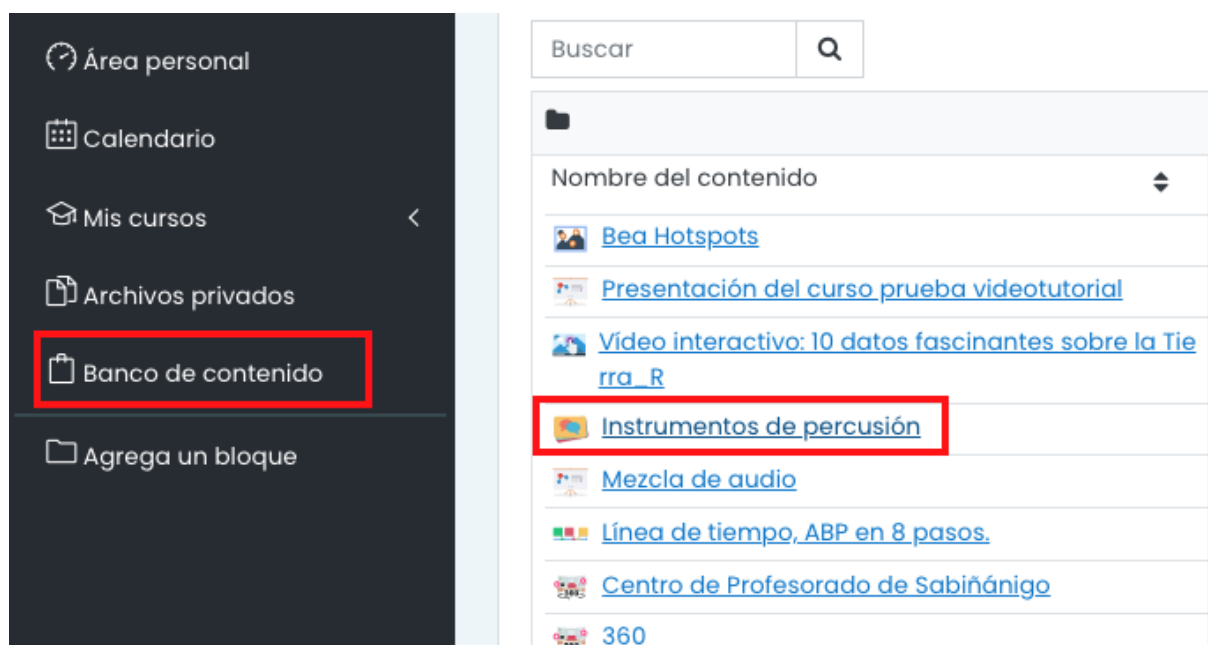 Área personal
Calendario
Mis cursos
Archivos privados
Banco de contenido
Agrega un bloque
Buscar
Nombre del contenido
Bea Hotspots
Presentación del curso prueba videotutorial
Vídeo interactivo: 10 datos fascinantes sobre la Tie
rra_R
Instrumentos de percusión
Mezcla de audio
Línea de tiempo, ABP en 8 pasos.
Centro de Profesorado de Sabiñánigo
360